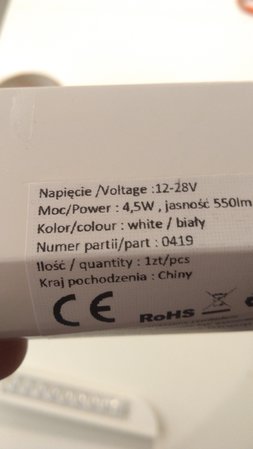 Napięcie /Voltage :12-28V
Moc/Power : 4,5W , jasność 550lm
Kolor/colour : white / biały
Numer partii/part : 0419
Ilość / quantity : 1zt/pcs
Kraj pochodzenia : Chiny
CE RoHS